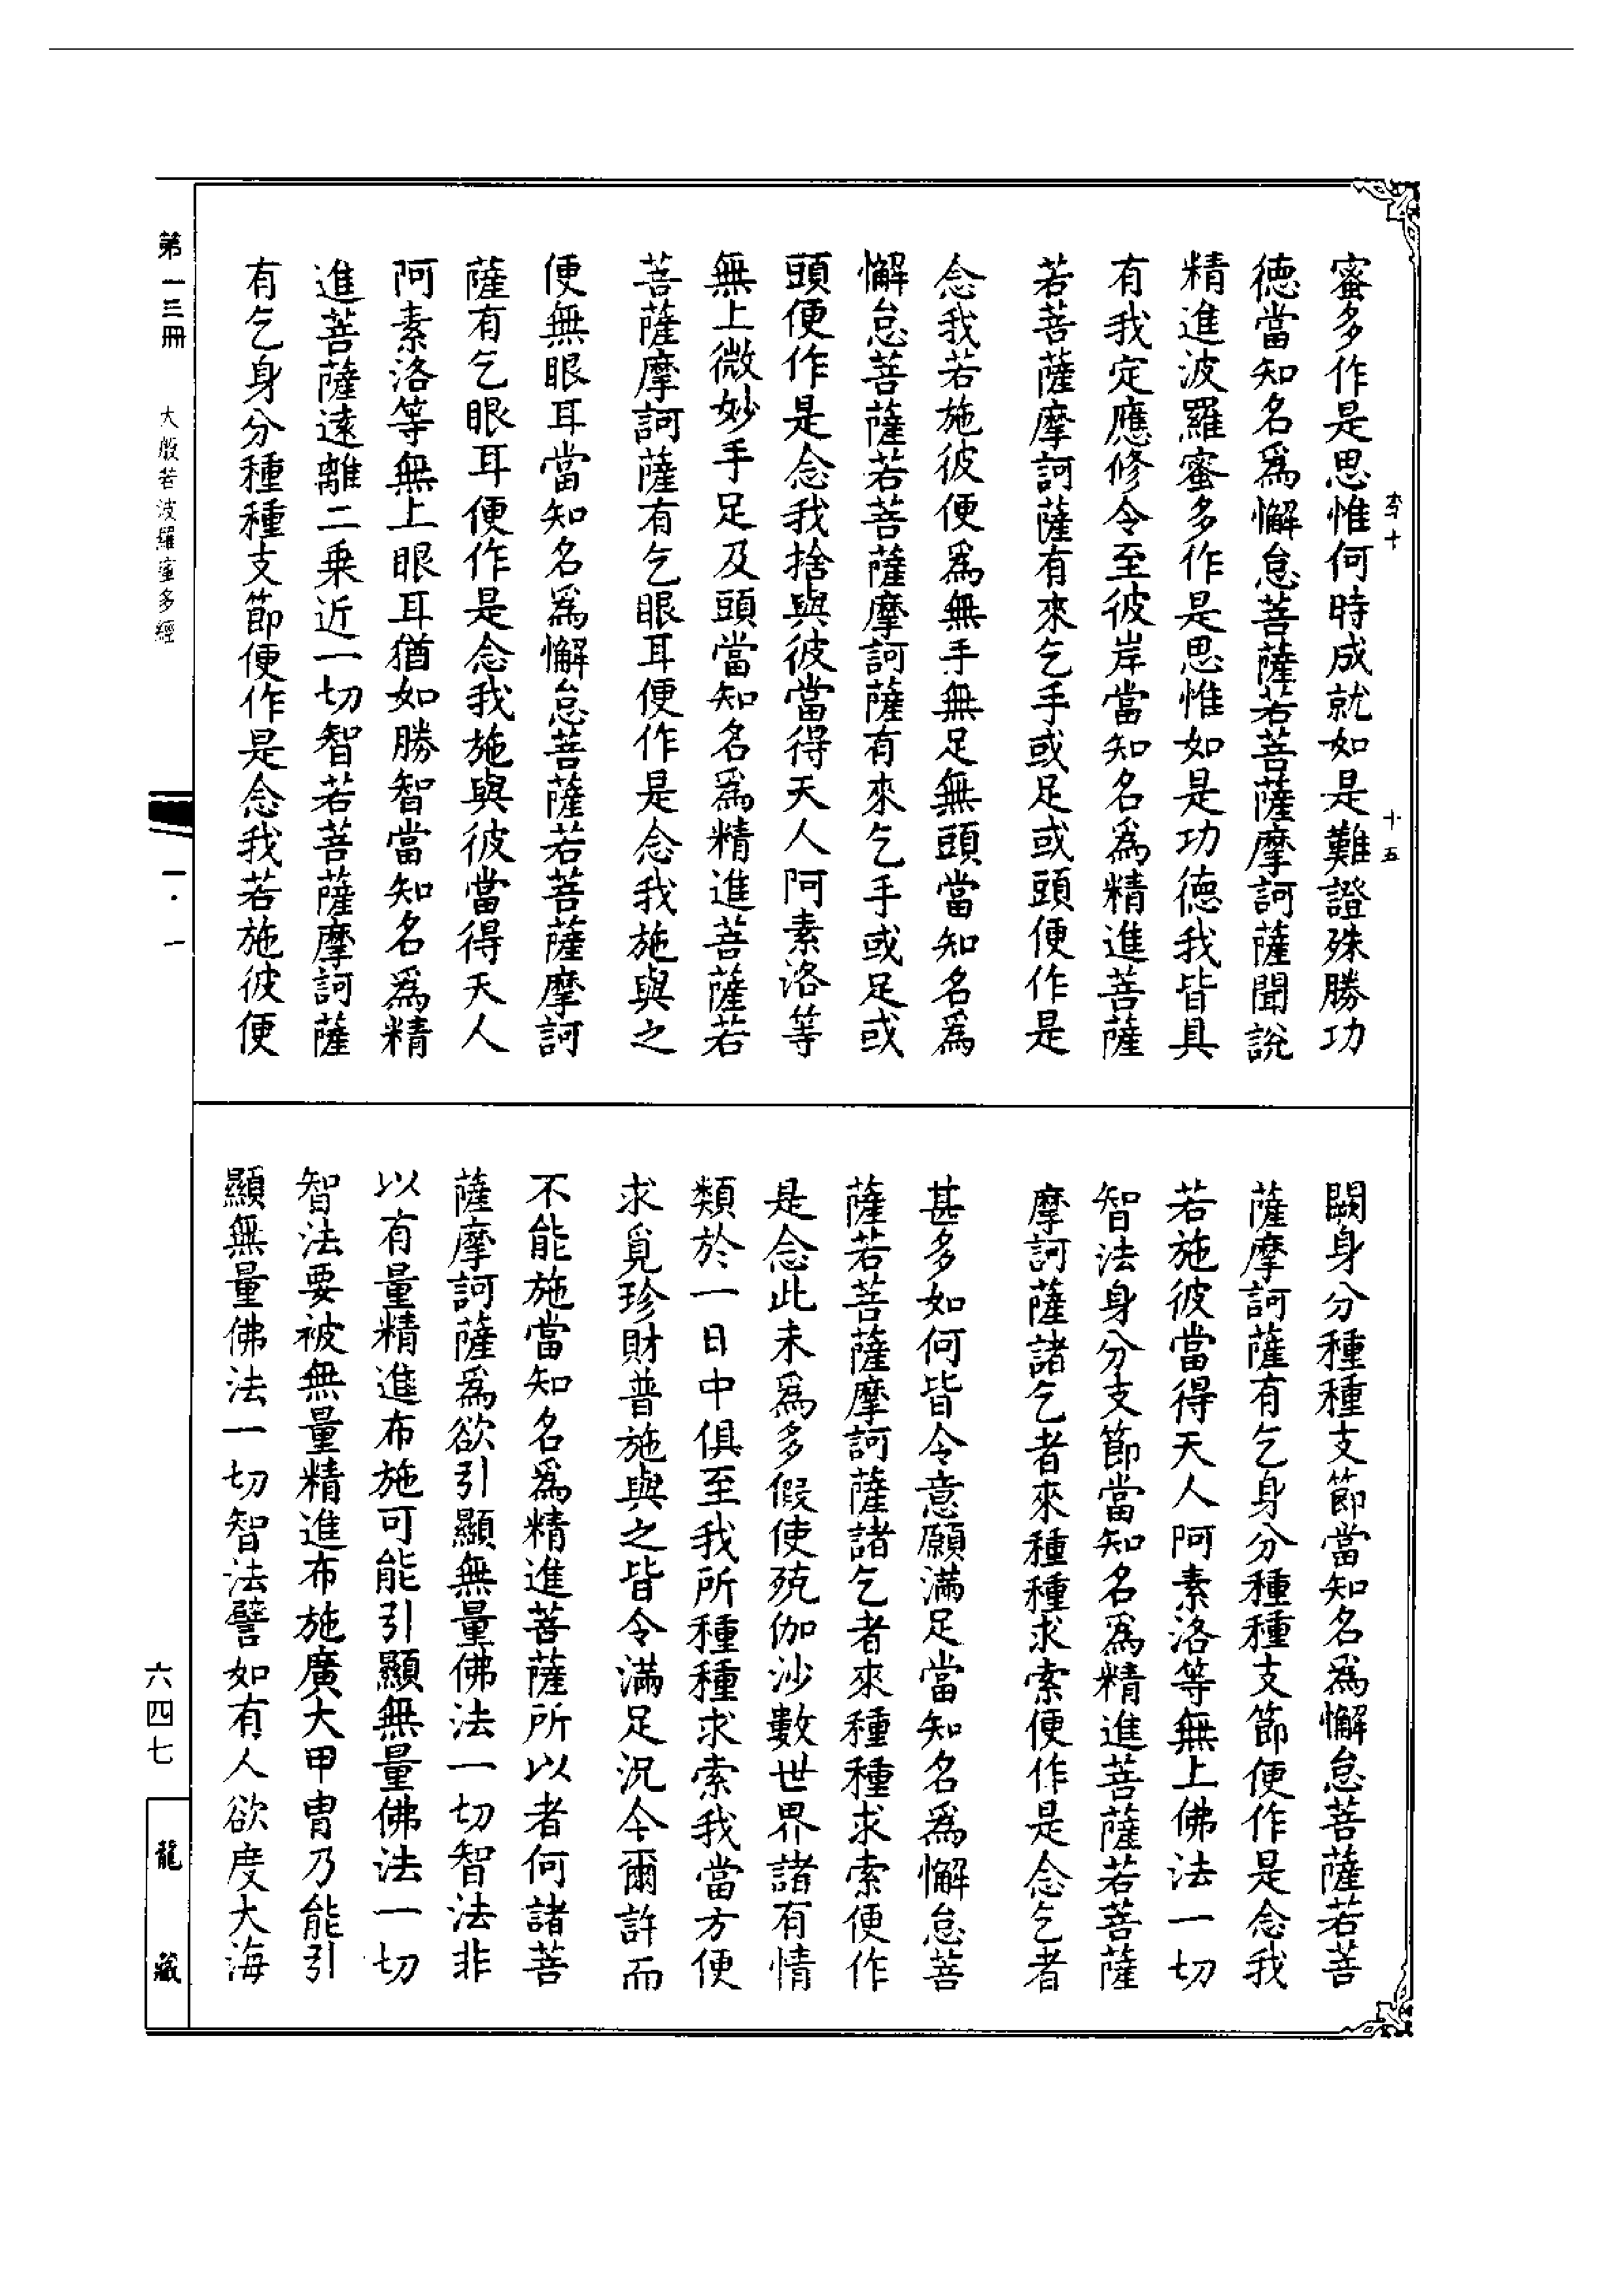 李十
十五
蜜多作是思惟何時成就如是難證殊勝功
德當知名爲懈怠菩薩若菩薩摩訶薩聞說
精進波羅蜜多作是思惟如是功德我皆具
有我定應修令至彼岸當知名爲精進菩薩
若菩薩摩訶薩有來乞手或足或頭便作是
念我若施彼便爲無手無足無頭當知名爲
懈怠菩薩若菩薩摩訶薩有來乞手或足或
頭便作是念我捨與彼當得天人阿素洛等
無上微妙手足及頭當知名爲精進菩薩若
菩薩摩訶薩有乞眼耳便作是念我施與之
便無眼耳當知名爲懈怠菩薩若菩薩摩訶
薩有乞眼耳便作是念我施與彼當得天人
阿素洛等無上眼耳猶如勝智當知名爲精
進菩薩遠離二乘近一切智若菩薩摩訶薩
有乞身分種種支節便作是念我若施彼便
闕身分種種支節當知名爲懈怠菩薩若菩
薩摩訶薩有乞身分種種支節便作是念我
若施彼當得天人阿素洛等無上佛法一切
智法身分支節當知名爲精進菩薩若菩薩
摩訶薩諸乞者來種種求索便作是念乞者
甚多如何皆令意願滿足當知名爲懈怠菩
薩若菩薩摩訶薩諸乞者來種種求索便作
是念此未爲多假使殑伽沙數世界諸有情
類於一日中俱至我所種種求索我當方便
求覓珍財普施與之皆令滿足況今爾許而
不能施當知名爲精進菩薩所以者何諸菩
薩摩訶薩爲欲引顯無量佛法一切智法非
以有量精進布施可能引顯無量佛法一切
智法要被無量精進布施廣大甲冑乃能引
顯無量佛法一切智法譬如有人欲度大海
第一三冊
大般若波羅蜜多經
一·一
六四七
龍藏